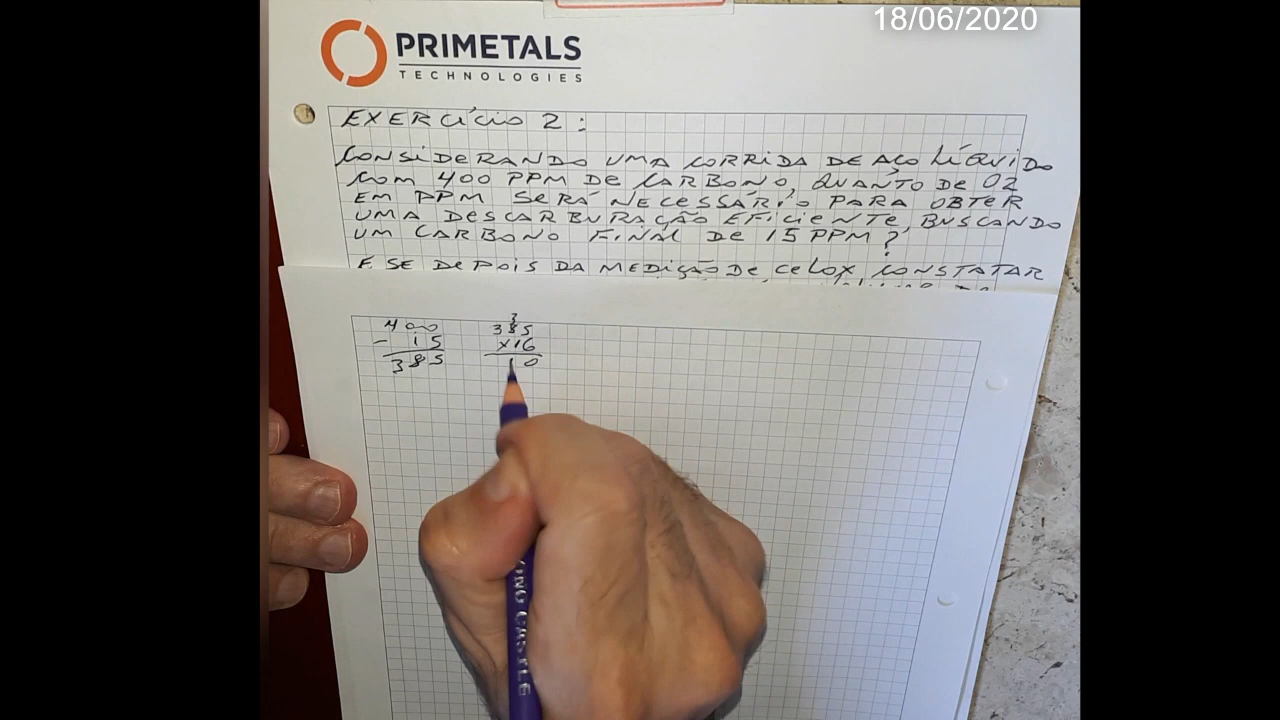 18/06/2020
PRIMETALS
TECHNOLOGIES
EXERCÍCIO 2:
CONSIDERANDO UMA CORRIDA DE AÇO LÍQUIDO
COM 400 PPM DE CARBONO, QUANTO DE O2
EM PPM SERÁ NECESSÁRIO PARA OBTER
UMA DESCARBURAÇÃO EFICIENTE, BUSCANDO
UM CARBONO FINAL DE 15 PPM?
E SE DEPOIS DA MEDIÇÃO DE CELOX, CONSTATAR
3
400 385
- 15 x16
385 10